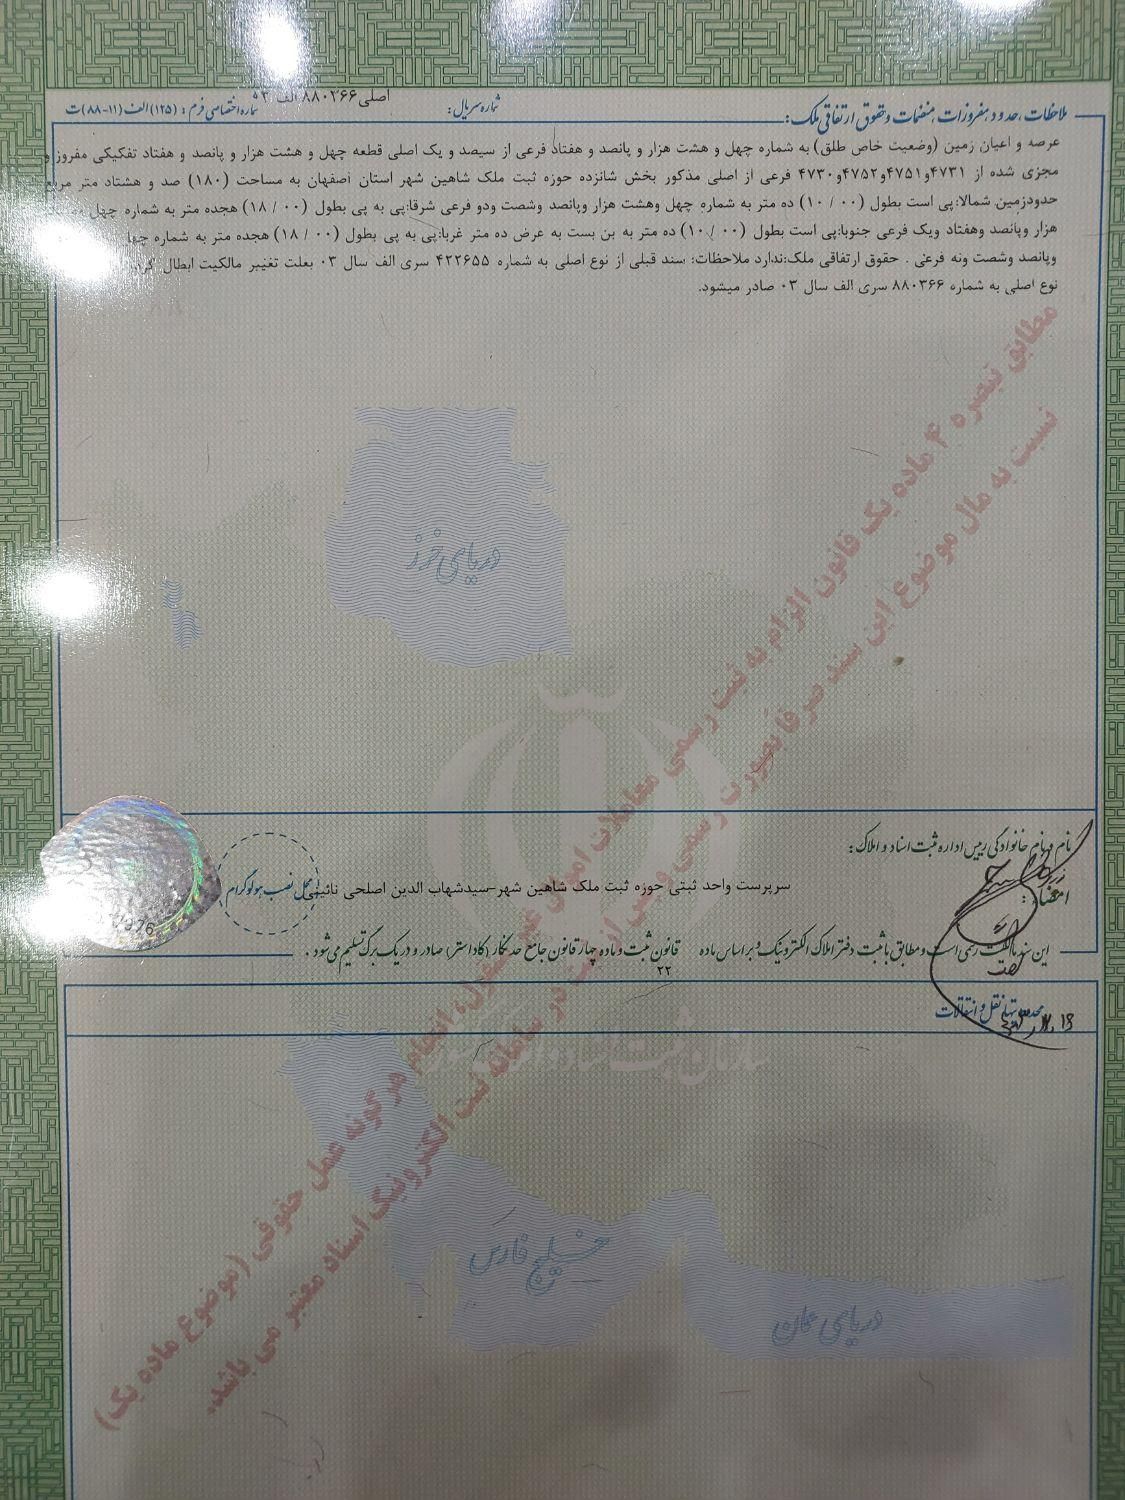 اصلی ۸۸۰۳۶۶ الف ۰۳
ملاحظات، حدود، مفروزات، منضمات و حقوق ارتفاقی ملک:
شماره سریال:
شماره اختصاصی فرم: (۱۲۵) الف (۱۱-۸۸) ت
عرصه و اعیان زمین (وضعیت خاص طلق) به شماره چهل و هشت هزار و پانصد و هفتاد فرعی از سیصد و یک اصلی قطعه چهل و هشت هزار و پانصد و هفتاد تفکیکی مفروز و
مجزی شده از ۴۷۳۱و۴۷۵۱و۴۷۵۲و۴۷۳۰ فرعی از اصلی مذکور بخش شانزده حوزه ثبت ملک شاهین شهر استان اصفهان به مساحت (۱۸۰) صد و هشتاد متر مربع
حدودزمین شمالا:پی است بطول (۰۰ / ۱۰) ده متر به شماره چهل وهشت هزار وپانصد وشصت ودو فرعی شرقا:پی به پی بطول (۰۰ / ۱۸) هجده متر به شماره چهل
هزار وپانصد وهفتاد ویک فرعی جنوبا:پی است بطول (۰۰ / ۱۰) ده متر به بن بست به عرض ده متر غربا:پی به پی بطول (۰۰ / ۱۸) هجده متر به شماره
وپانصد وشصت ونه فرعی . حقوق ارتفاقی ملک:ندارد ملاحظات: سند قبلی از نوع اصلی به شماره ۴۲۲۶۵۵ سری الف سال ۰۳ بعلت تغییر مالکیت ابطال
نوع اصلی به شماره ۸۸۰۳۶۶ سری الف سال ۰۳ صادر میشود.
مطابق تبصره ۴ ماده یک قانون الزام به ثبت رسمی معاملات اموال غیرمنقول، انجام هرگونه عمل حقوقی (موضوع ماده یک)
نسبت به مال موضوع این سند صرفاً بصورت رسمی و پس از ثبت در سامانه ثبت الکترونیک اسناد معتبر می باشد.
دریای خزر
نام و نام خانوادگی رییس اداره ثبت اسناد و املاک:
سرپرست واحد ثبتی حوزه ثبت ملک شاهین شهر-سیدشهاب الدین اصلحی نائینی
محل نصب هولوگرام
امضاء:
این سند مالکیت رسمی است و مطابق با ثبت دفتر املاک الکترونیک و بر اساس ماده ۲۲ قانون ثبت و ماده چهار قانون جامع حدنگار (کاداستر) صادر و در یک برگ تسلیم می‌شود.
محدودیتها، نقل و انتقالات
خلیج فارس
دریای عمان